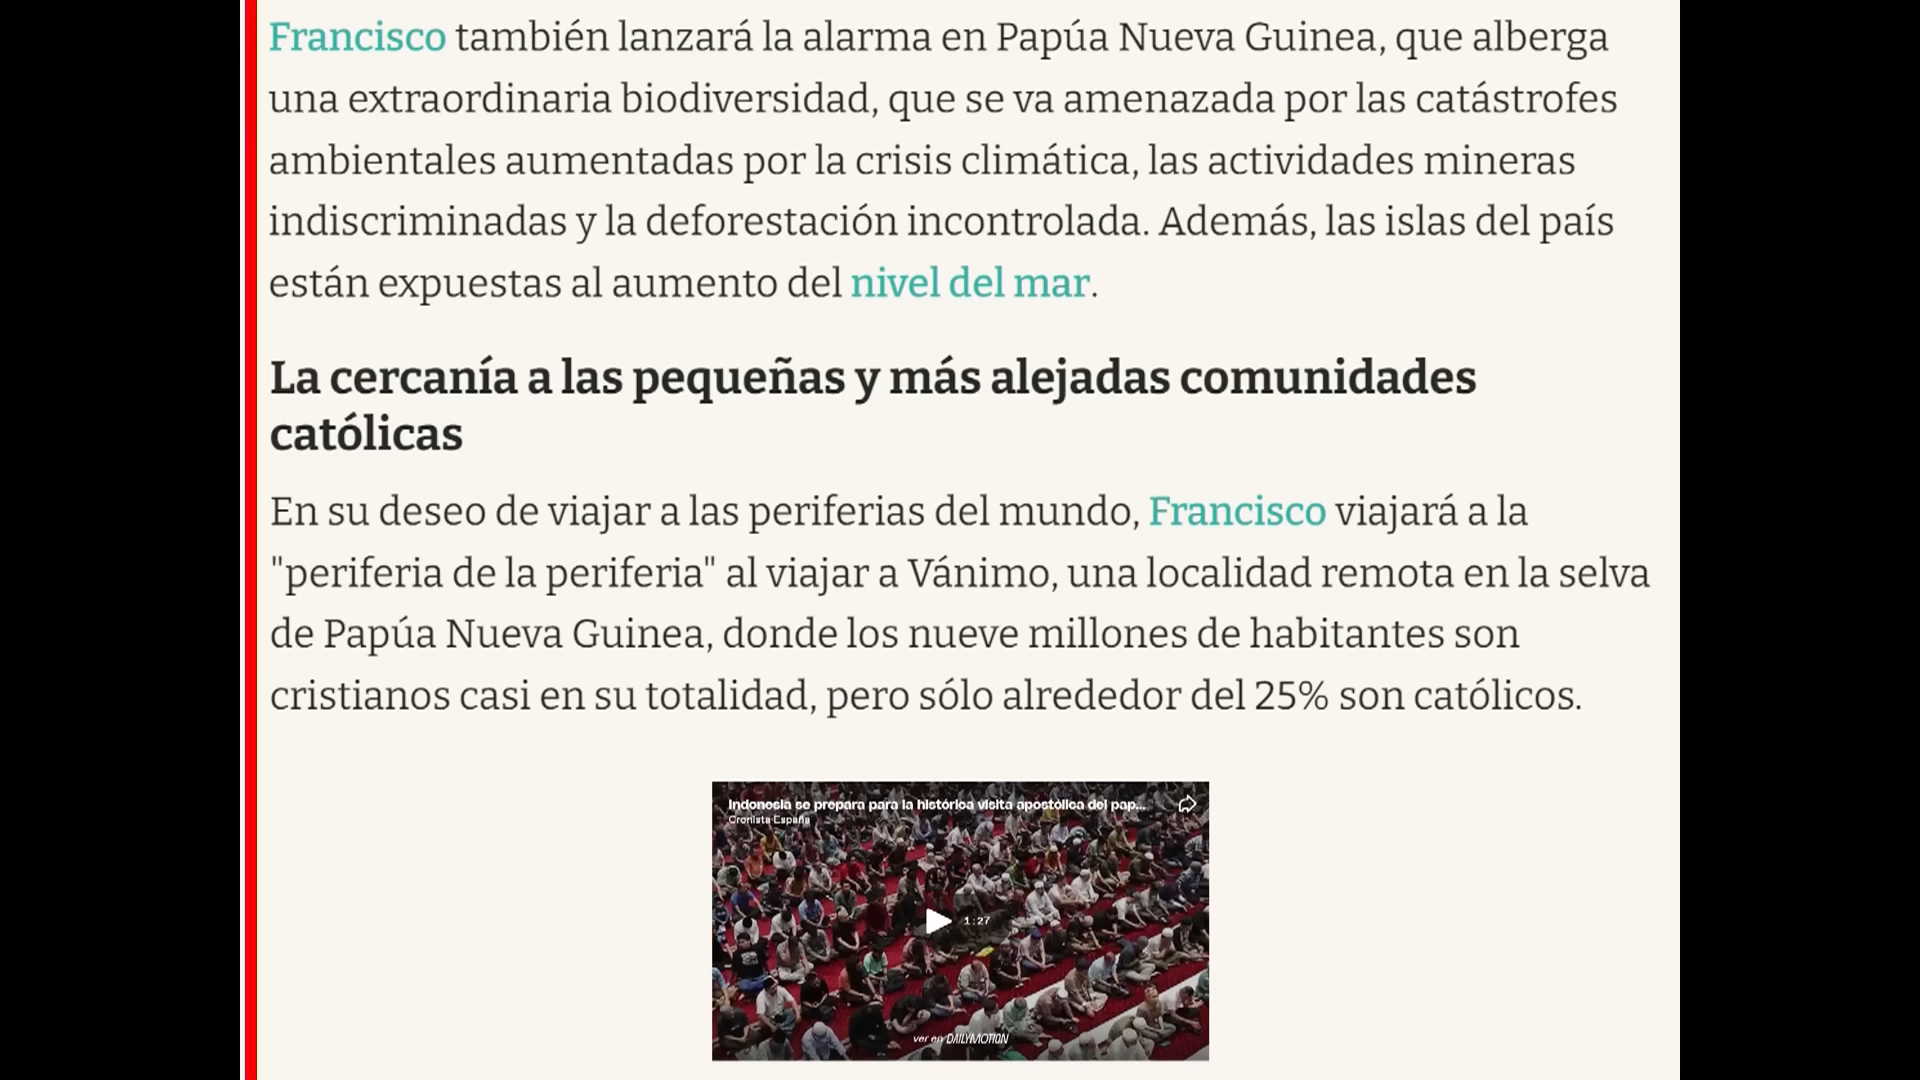 Francisco también lanzará la alarma en Papúa Nueva Guinea, que alberga
una extraordinaria biodiversidad, que se va amenazada por las catástrofes
ambientales aumentadas por la crisis climática, las actividades mineras
indiscriminadas y la deforestación incontrolada. Además, las islas del país
están expuestas al aumento del nivel del mar.
La cercanía a las pequeñas y más alejadas comunidades
católicas
En su deseo de viajar a las periferias del mundo, Francisco viajará a la
"periferia de la periferia" al viajar a Vánimo, una localidad remota en la selva
de Papúa Nueva Guinea, donde los nueve millones de habitantes son
cristianos casi en su totalidad, pero sólo alrededor del 25% son católicos.
Indonesia se prepara para la histórica visita apostólica del pap...
Cronista España
1:27
ver en DAILYMOTION